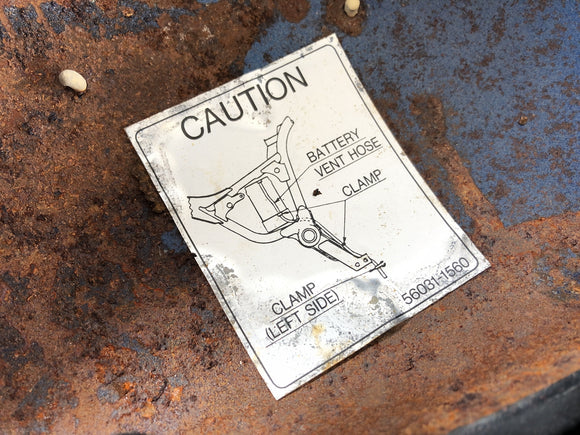 CAUTION
BATTERY
VENT HOSE
CLAMP
CLAMP
(LEFT SIDE)
56031-1560